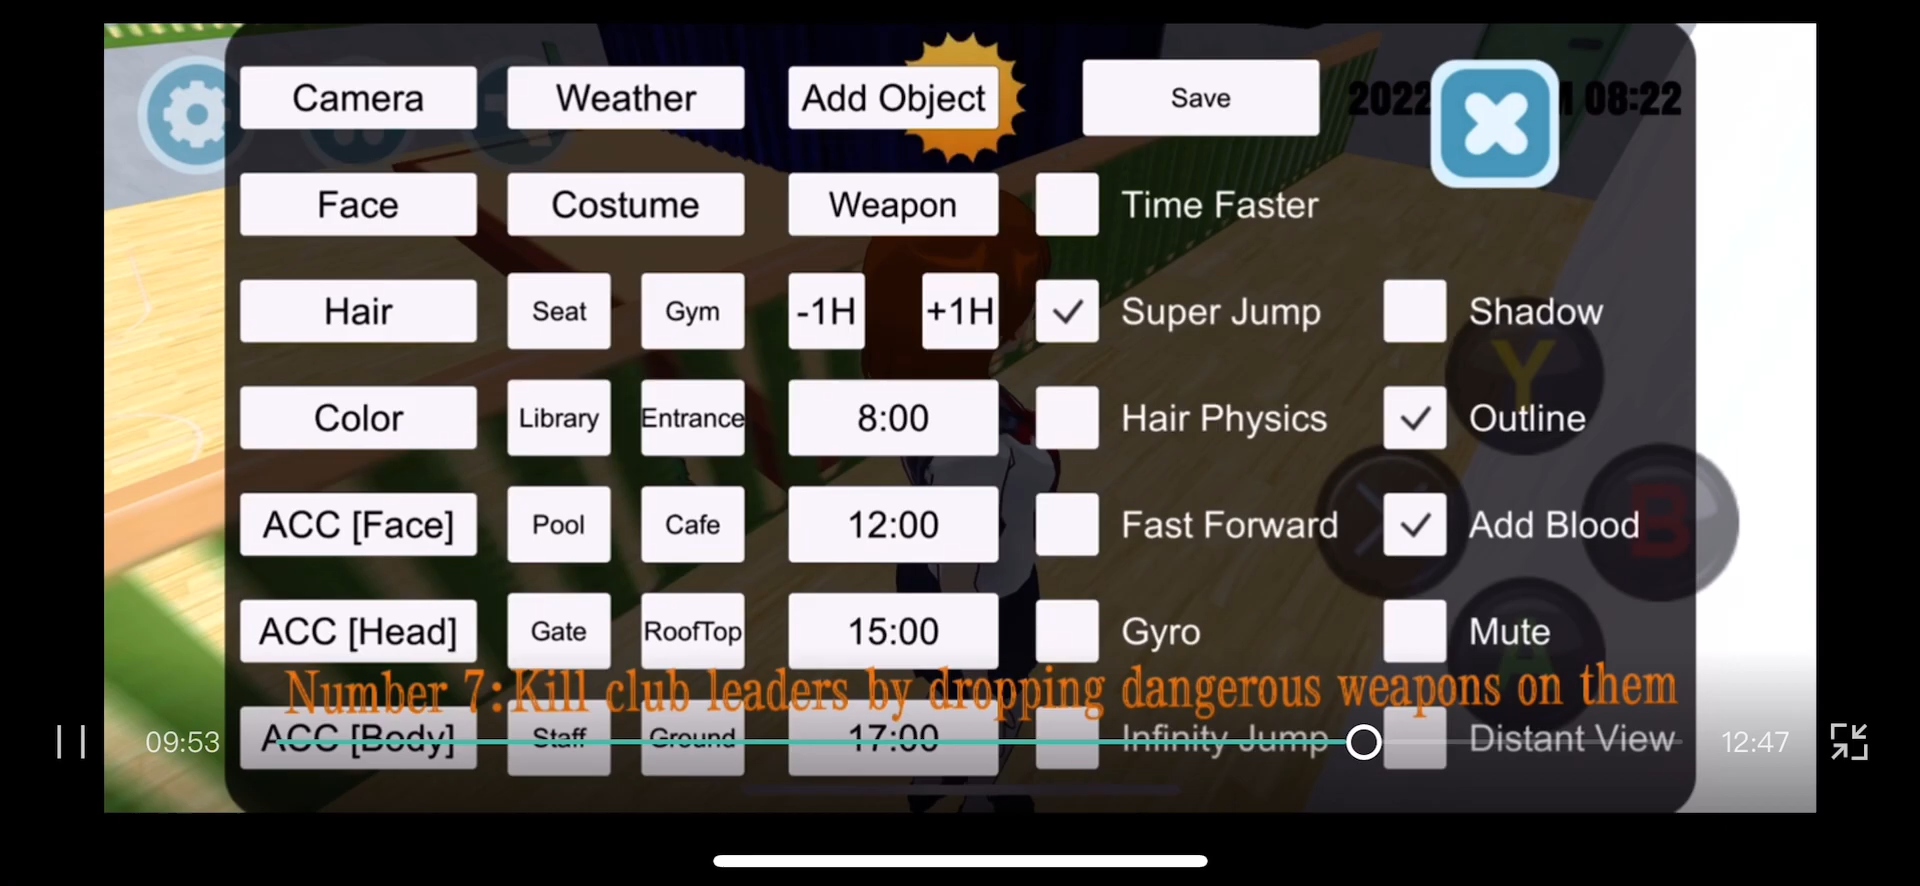 Camera Weather Add Object Save 2022 08:22
Face Costume Weapon Time Faster
Hair Seat Gym -1H +1H Super Jump Shadow
Y
Color Library Entrance 8:00 Hair Physics Outline
ACC [Face] Pool Cafe 12:00 Fast Forward X Add Blood B
ACC [Head] Gate RoofTop 15:00 Gyro Mute
A
Number 7:Kill club leaders by dropping dangerous weapons on them
09:53 ACC [Body] Staff Ground 17:00 Infinity Jump Distant View 12:47